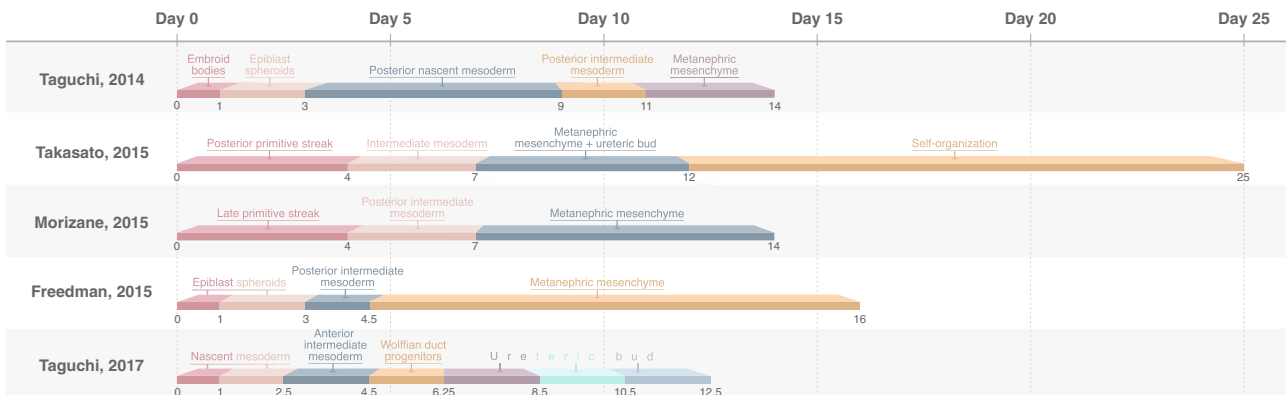 Day 0 Day 5 Day 10 Day 15 Day 20 Day 25
Taguchi, 2014
Embroid
bodies
Epiblast
spheroids
Posterior nascent mesoderm
Posterior intermediate
mesoderm
Metanephric
mesenchyme
0 1 3 9 11 14
Takasato, 2015
Posterior primitive streak
Intermediate mesoderm
Metanephric
mesenchyme + ureteric bud
Self-organization
0 4 7 12 25
Morizane, 2015
Late primitive streak
Posterior intermediate
mesoderm
Metanephric mesenchyme
0 4 7 14
Freedman, 2015
Epiblast spheroids
Posterior intermediate
mesoderm
Metanephric mesenchyme
0 1 3 4.5 16
Taguchi, 2017
Nascent mesoderm
Anterior
intermediate
mesoderm
Wolffian duct
progenitors
Ureteric bud
0 1 2.5 4.5 6.25 8.5 10.5 12.5